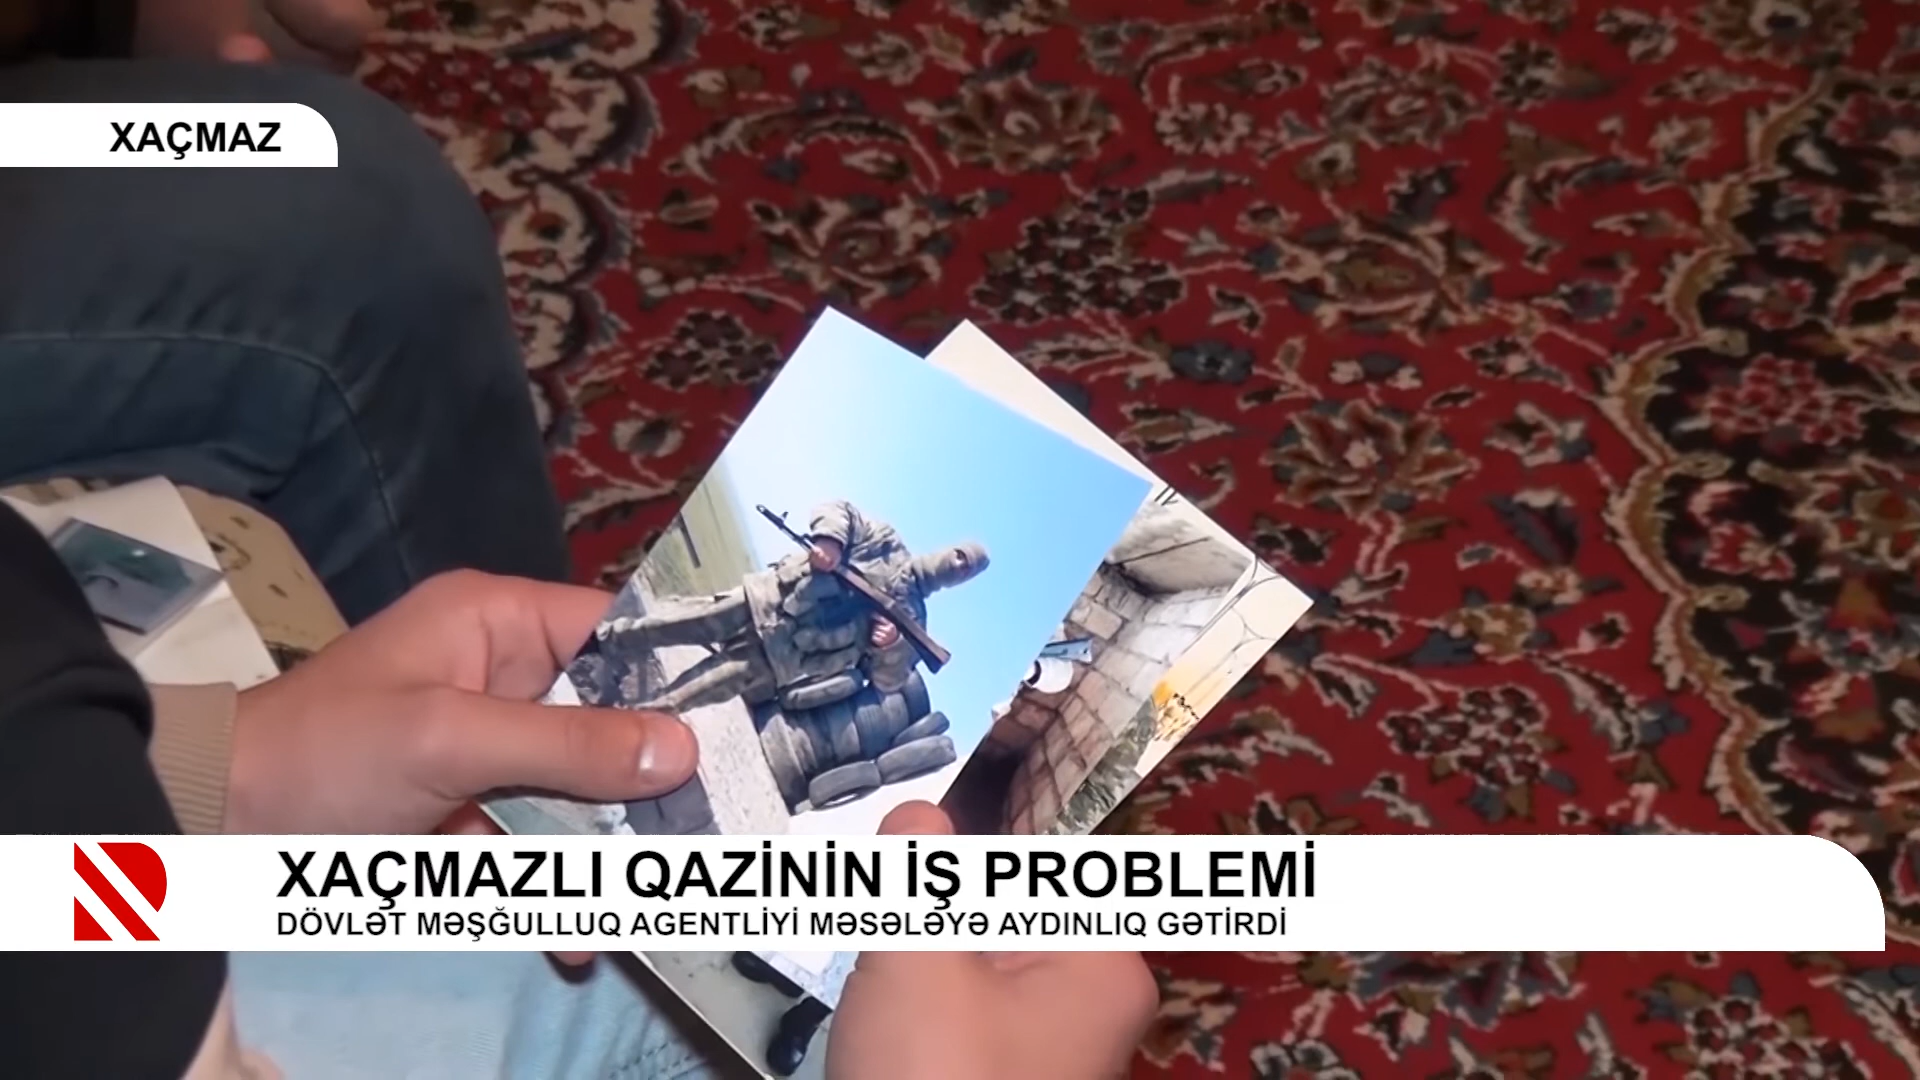 XAÇMAZ
XAÇMAZLI QAZİNİN İŞ PROBLEMİ
DÖVLƏT MƏŞĞULLUQ AGENTLİYİ MƏSƏLƏYƏ AYDINLIQ GƏTİRDİ